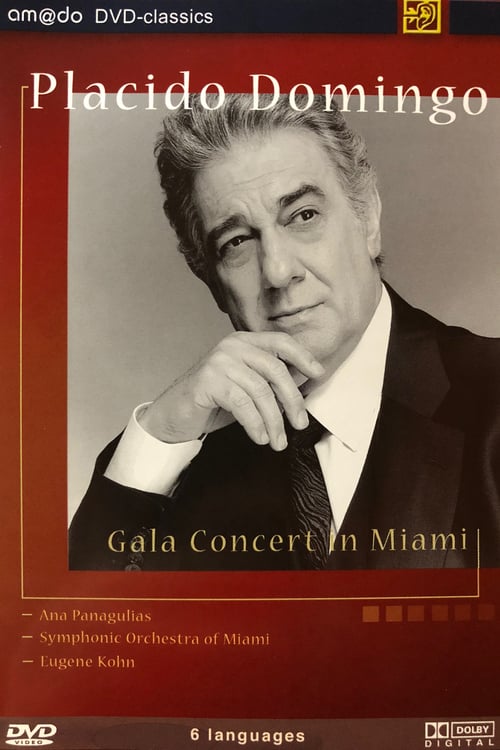 am@do DVD-classics
Placido Domingo
Gala Concert in Miami
– Ana Panagulias
– Symphonic Orchestra of Miami
– Eugene Kohn
DVD
VIDEO
6 languages
DOLBY
DIGITAL